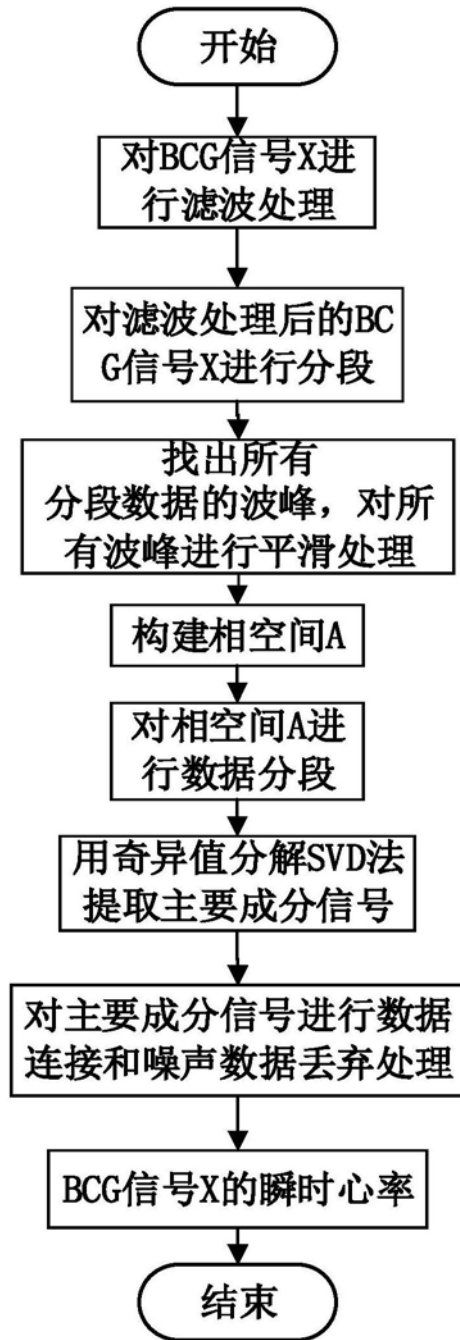 开始
对BCG信号X进
行滤波处理
对滤波处理后的BC
G信号X进行分段
找出所有
分段数据的波峰，对所
有波峰进行平滑处理
构建相空间A
对相空间A进
行数据分段
用奇异值分解SVD法
提取主要成分信号
对主要成分信号进行数据
连接和噪声数据丢弃处理
BCG信号X的瞬时心率
结束